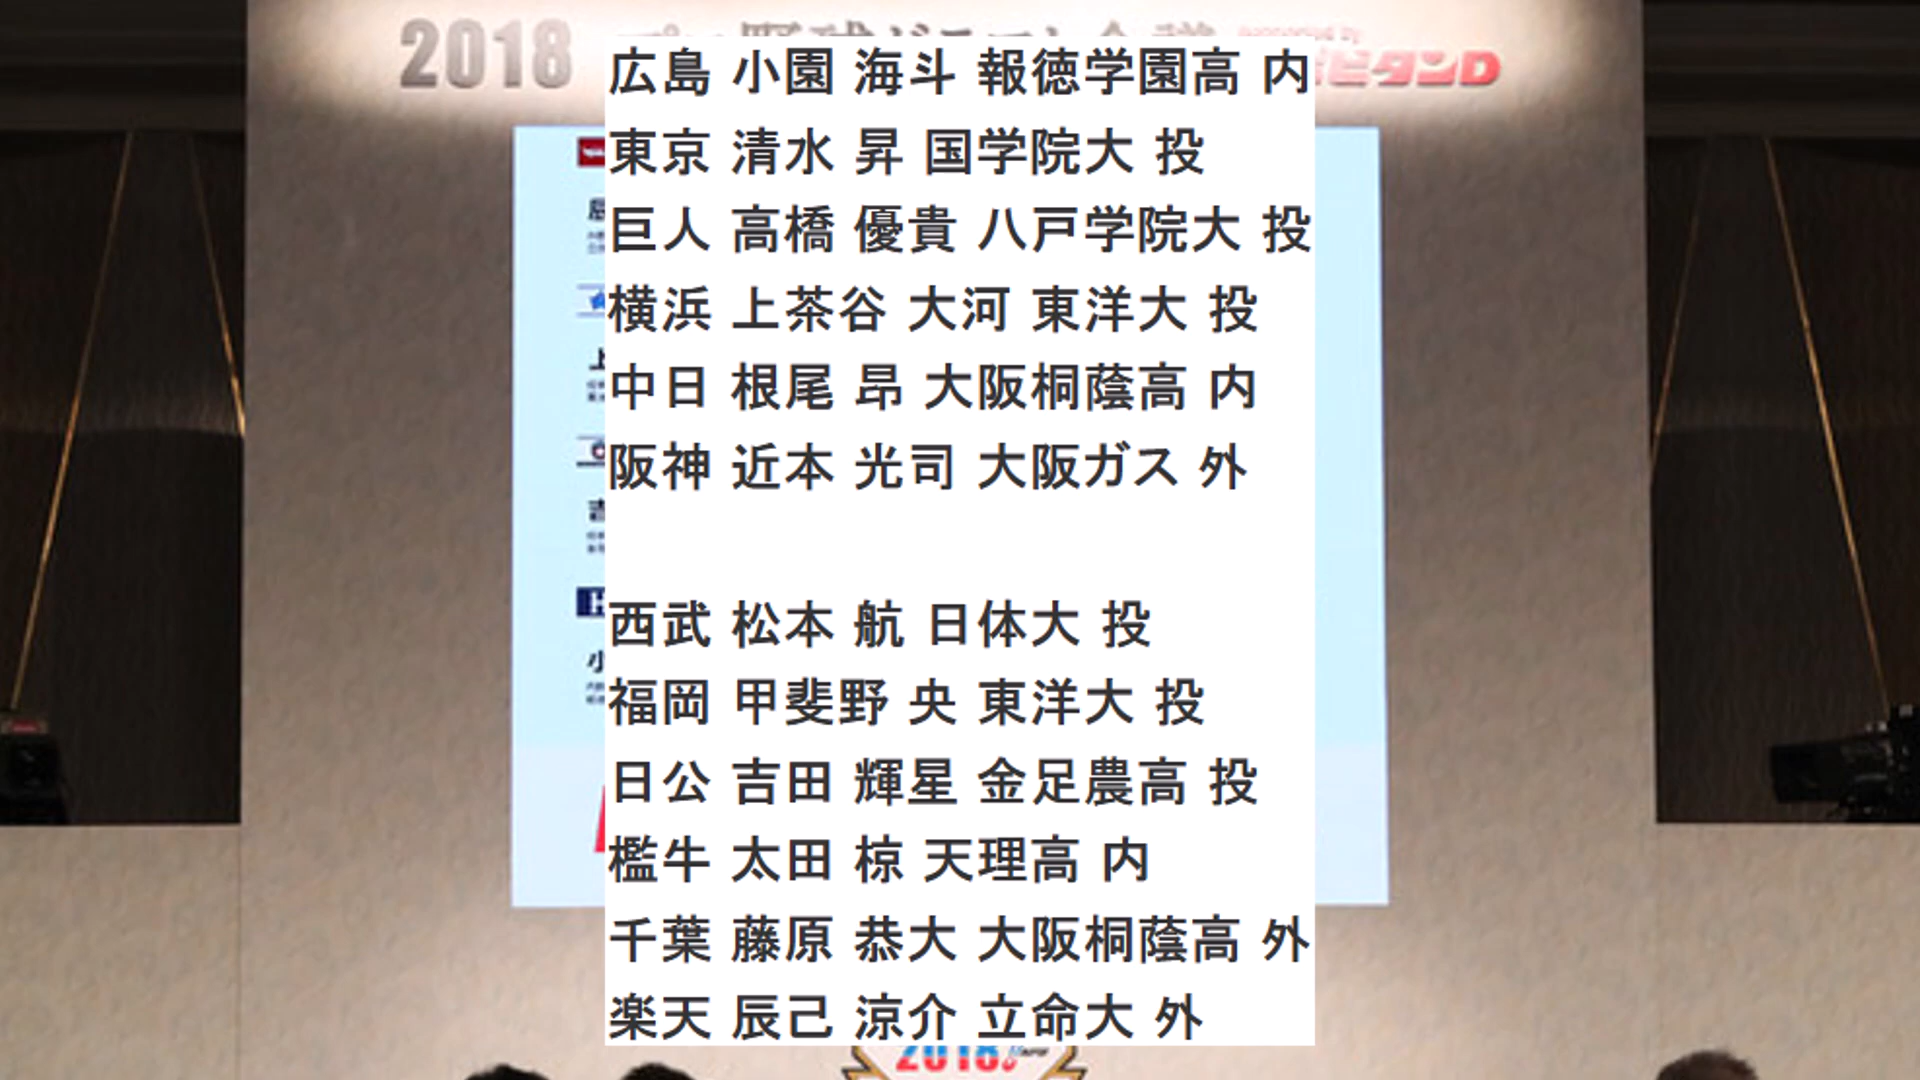 2018
ビタンD
広島 小園 海斗 報徳学園高 内
東京 清水 昇 国学院大 投
巨人 高橋 優貴 八戸学院大 投
横浜 上茶谷 大河 東洋大 投
中日 根尾 昂 大阪桐蔭高 内
阪神 近本 光司 大阪ガス 外
西武 松本 航 日体大 投
福岡 甲斐野 央 東洋大 投
日公 吉田 輝星 金足農高 投
檻牛 太田 椋 天理高 内
千葉 藤原 恭大 大阪桐蔭高 外
楽天 辰己 涼介 立命大 外
2018